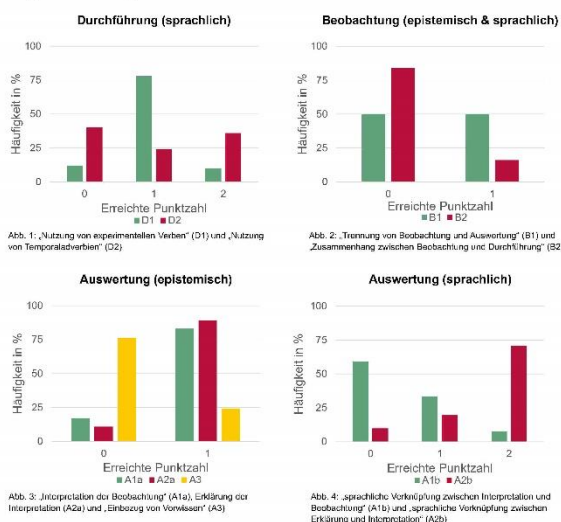 Durchführung (sprachlich)
100
75
50
25
0
Häufigkeit in %
0 1 2
Erreichte Punktzahl
D1 D2
Abb. 1: „Nutzung von experimentellen Verben“ (D1) und „Nutzung
von Temporaladverbien“ (D2)
Beobachtung (epistemisch & sprachlich)
100
75
50
25
0
Häufigkeit in %
0 1
Erreichte Punktzahl
B1 B2
Abb. 2: „Trennung von Beobachtung und Auswertung“ (B1) und
„Zusammenhang zwischen Beobachtung und Durchführung“ (B2
Auswertung (epistemisch)
100
75
50
25
0
Häufigkeit in %
0 1
Erreichte Punktzahl
A1a A2a A3
Abb. 3: „Interpretation der Beobachtung“ (A1a), Erklärung der
Interpretation (A2a) und „Einbezug von Vorwissen“ (A3)
Auswertung (sprachlich)
100
75
50
25
0
Häufigkeit in %
0 1 2
Erreichte Punktzahl
A1b A2b
Abb. 4: „sprachliche Verknüpfung zwischen Interpretation und
Beobachtung“ (A1b) und „sprachliche Verknüpfung zwischen
Erklärung und Interpretation“ (A2b)